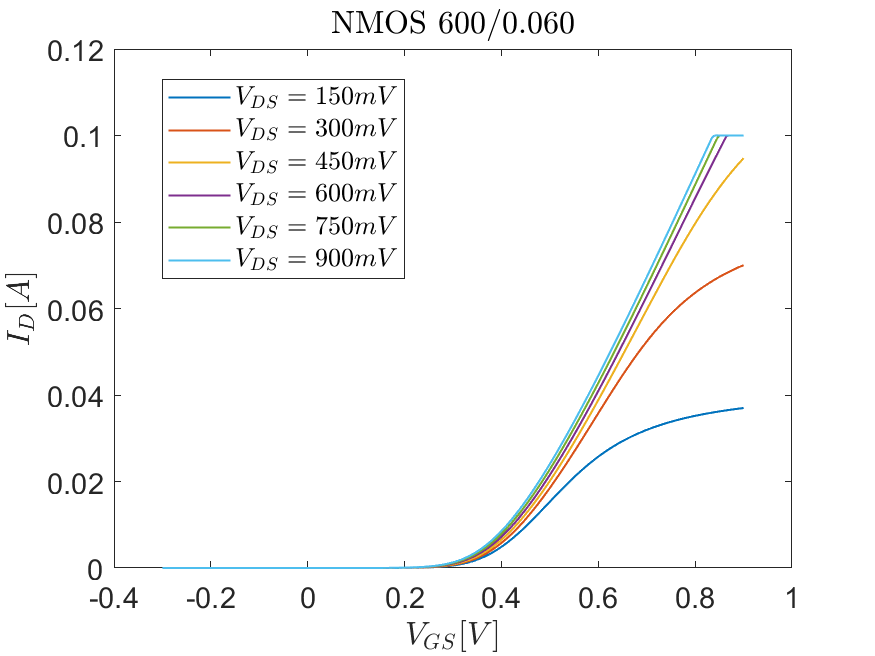 NMOS 600/0.060
0.12
0.1
0.08
0.06
0.04
0.02
0
I_D[A]
V_DS = 150mV
V_DS = 300mV
V_DS = 450mV
V_DS = 600mV
V_DS = 750mV
V_DS = 900mV
-0.4 -0.2 0 0.2 0.4 0.6 0.8 1
V_GS[V]